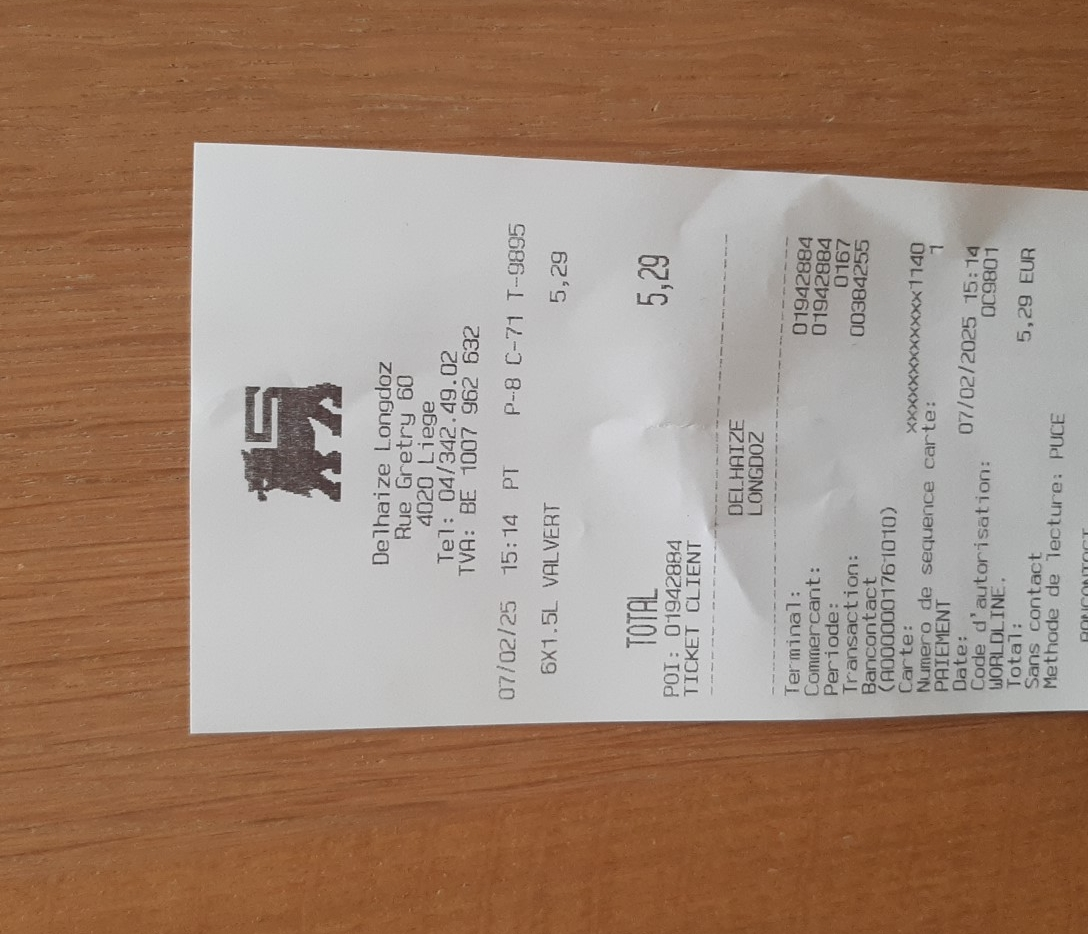 Delhaize Longdoz
Rue Gretry 60
4020 Liege
Tel: 04/342.49.02
TVA: BE 1007 962 632
07/02/25 15:14 PT P-8 C-71 T-9895
6X1.5L VALVERT 5,29
TOTAL 5,29
POI: 01942884
TICKET CLIENT
DELHAIZE
LONGDOZ
Terminal: 01942884
Commercant: 01942884
Periode: 0167
Transaction: 00384255
Bancontact
(A0000001761010)
Carte: xxxxxxxxxxxxx1140
Numero de sequence carte: 1
PAIEMENT
Date: 07/02/2025 15:14
Code d'autorisation: 0C9801
WORLDLINE.
Total: 5,29 EUR
Sans contact
Methode de lecture: PUCE
BANCONTACT